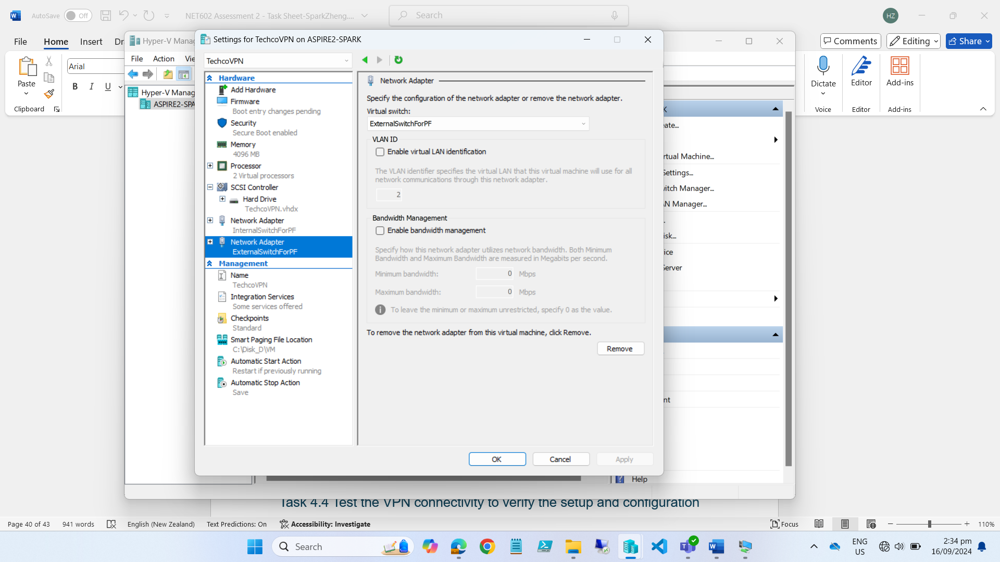 AutoSave Off NET602 Assessment 2 - Task Sheet-SparkZheng.... Search HZ
File Home Insert Dr Comments Editing Share
Paste
Clipboard
Arial
B I U
Dictate
Voice
Editor
Editor
Add-ins
Add-ins
Hyper-V Manag
File Action Vie
Hyper-V Manag
ASPIRE2-SPA
Settings for TechcoVPN on ASPIRE2-SPARK
TechcoVPN
Hardware
Add Hardware
Firmware
Boot entry changes pending
Security
Secure Boot enabled
Memory
4096 MB
Processor
2 Virtual processors
SCSI Controller
Hard Drive
TechcoVPN.vhdx
Network Adapter
InternalSwitchForPF
Network Adapter
ExternalSwitchForPF
Management
Name
TechcoVPN
Integration Services
Some services offered
Checkpoints
Standard
Smart Paging File Location
C:\Disk_D\VM
Automatic Start Action
Restart if previously running
Automatic Stop Action
Save
Network Adapter
Specify the configuration of the network adapter or remove the network adapter.
Virtual switch:
ExternalSwitchForPF
VLAN ID
Enable virtual LAN identification
The VLAN identifier specifies the virtual LAN that this virtual machine will use for all
network communications through this network adapter.
2
Bandwidth Management
Enable bandwidth management
Specify how this network adapter utilizes network bandwidth. Both Minimum
Bandwidth and Maximum Bandwidth are measured in Megabits per second.
Minimum bandwidth: 0 Mbps
Maximum bandwidth: 0 Mbps
To leave the minimum or maximum unrestricted, specify 0 as the value.
To remove the network adapter from this virtual machine, click Remove.
Remove
OK Cancel Apply
K
ate...
rtual Machine...
Settings...
vitch Manager...
AN Manager...
isk...
ice
Server
nt
Help
Task 4.4 Test the VPN connectivity to verify the setup and configuration
Page 40 of 43 941 words English (New Zealand) Text Predictions: On Accessibility: Investigate Focus 110%
Search
ENG
US
2:34 pm
16/09/2024